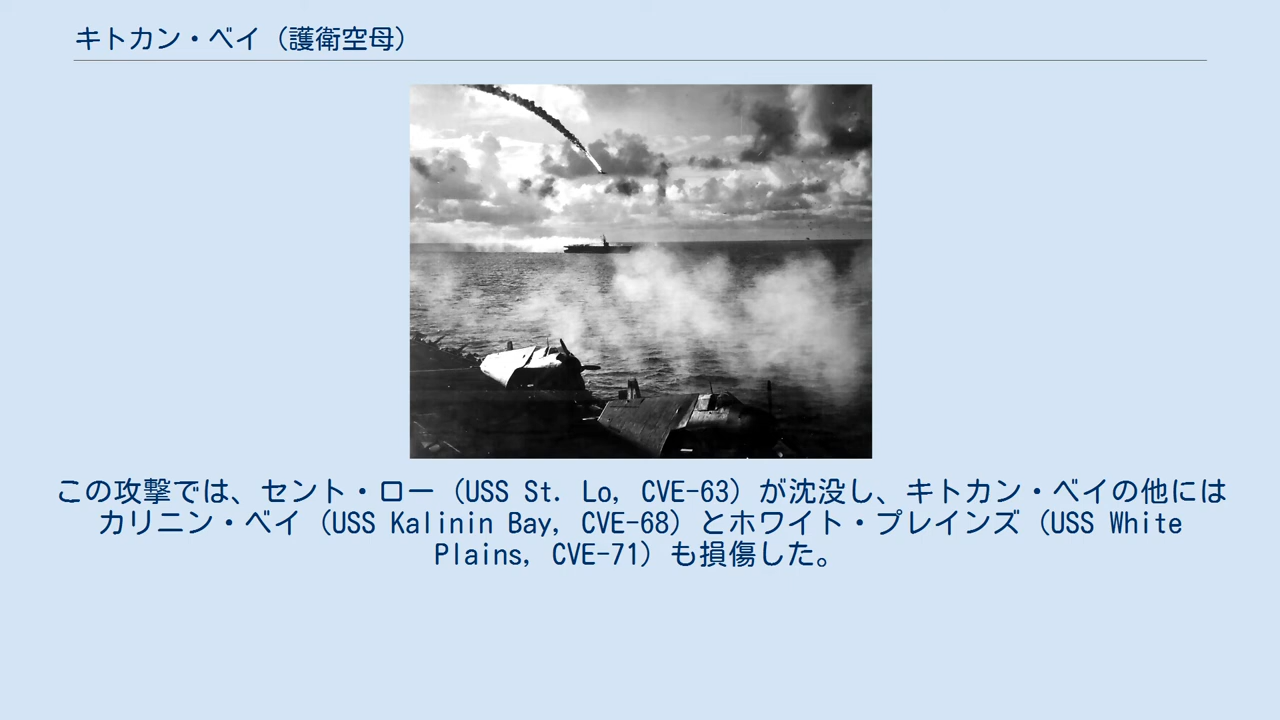 キトカン・ベイ（護衛空母）
この攻撃では、セント・ロー（USS St. Lo, CVE-63）が沈没し、キトカン・ベイの他には
カリニン・ベイ（USS Kalinin Bay, CVE-68）とホワイト・プレインズ（USS White
Plains, CVE-71）も損傷した。